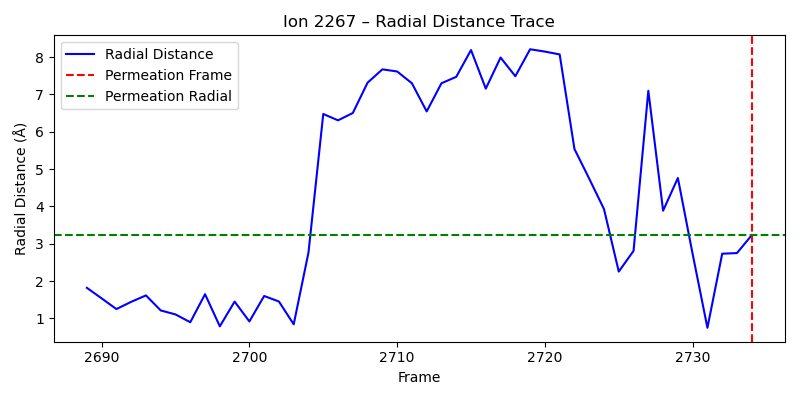 Ion 2267 – Radial Distance Trace
Radial Distance
Permeation Frame
Permeation Radial
Radial Distance (Å)
8
7
6
5
4
3
2
1
2690
2700
2710
2720
2730
Frame